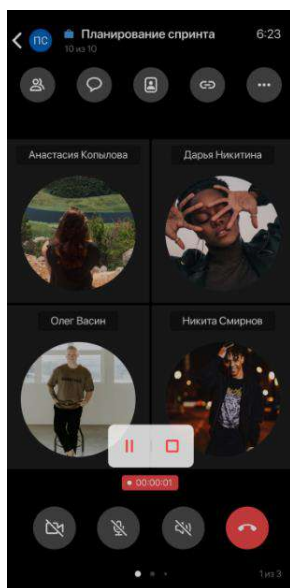 Планирование спринта
6:23
ПС
10 из 10
Анастасия Копылова
Дарья Никитина
Олег Васин
Никита Смирнов
00:00:01
1 из 3